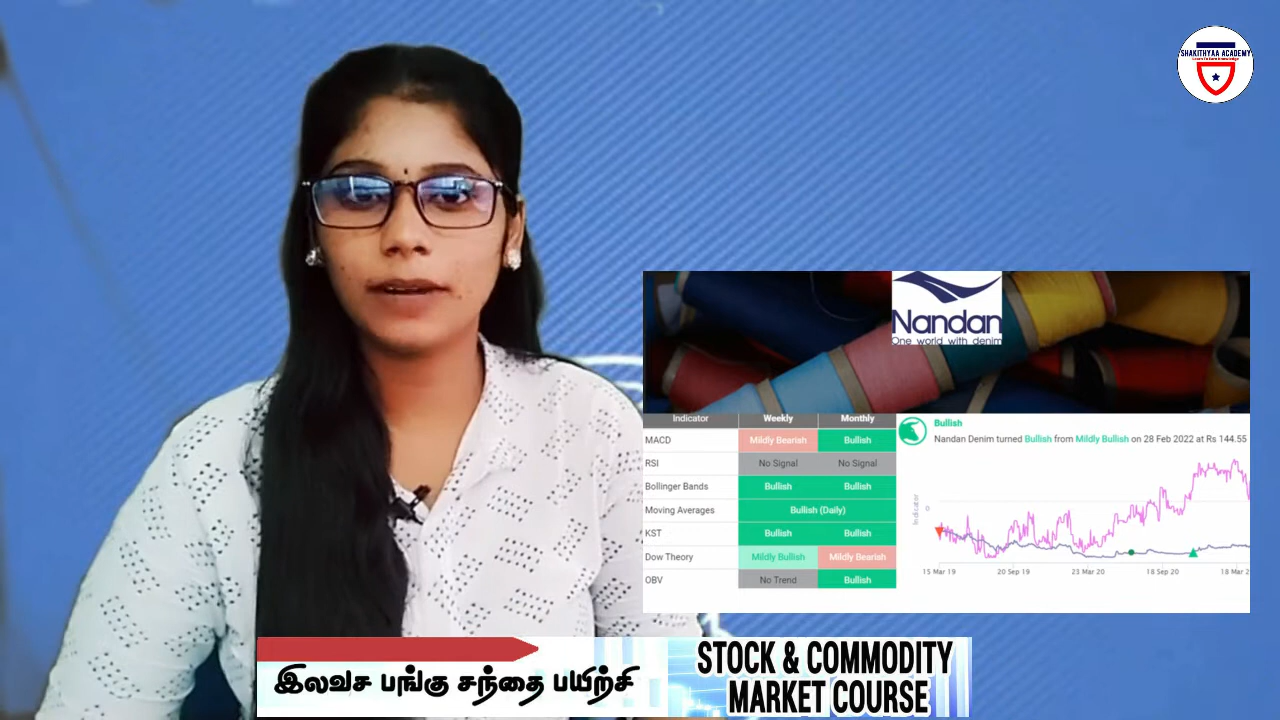 SHAKITHYAA ACADEMY
Learn To Earn Knowledge
Nandan
One world with denim
Indicator Weekly Monthly
MACD Mildly Bearish Bullish
RSI No Signal No Signal
Bollinger Bands Bullish Bullish
Moving Averages Bullish (Daily)
KST Bullish Bullish
Dow Theory Mildly Bullish Mildly Bearish
OBV No Trend Bullish
Bullish
Nandan Denim turned Bullish from Mildly Bullish on 28 Feb 2022 at Rs 144.55
Indicator
0
15 Mar 19 20 Sep 19 23 Mar 20 18 Sep 20 18 Mar 2
இலவச பங்கு சந்தை பயிற்சி
STOCK & COMMODITY
MARKET COURSE